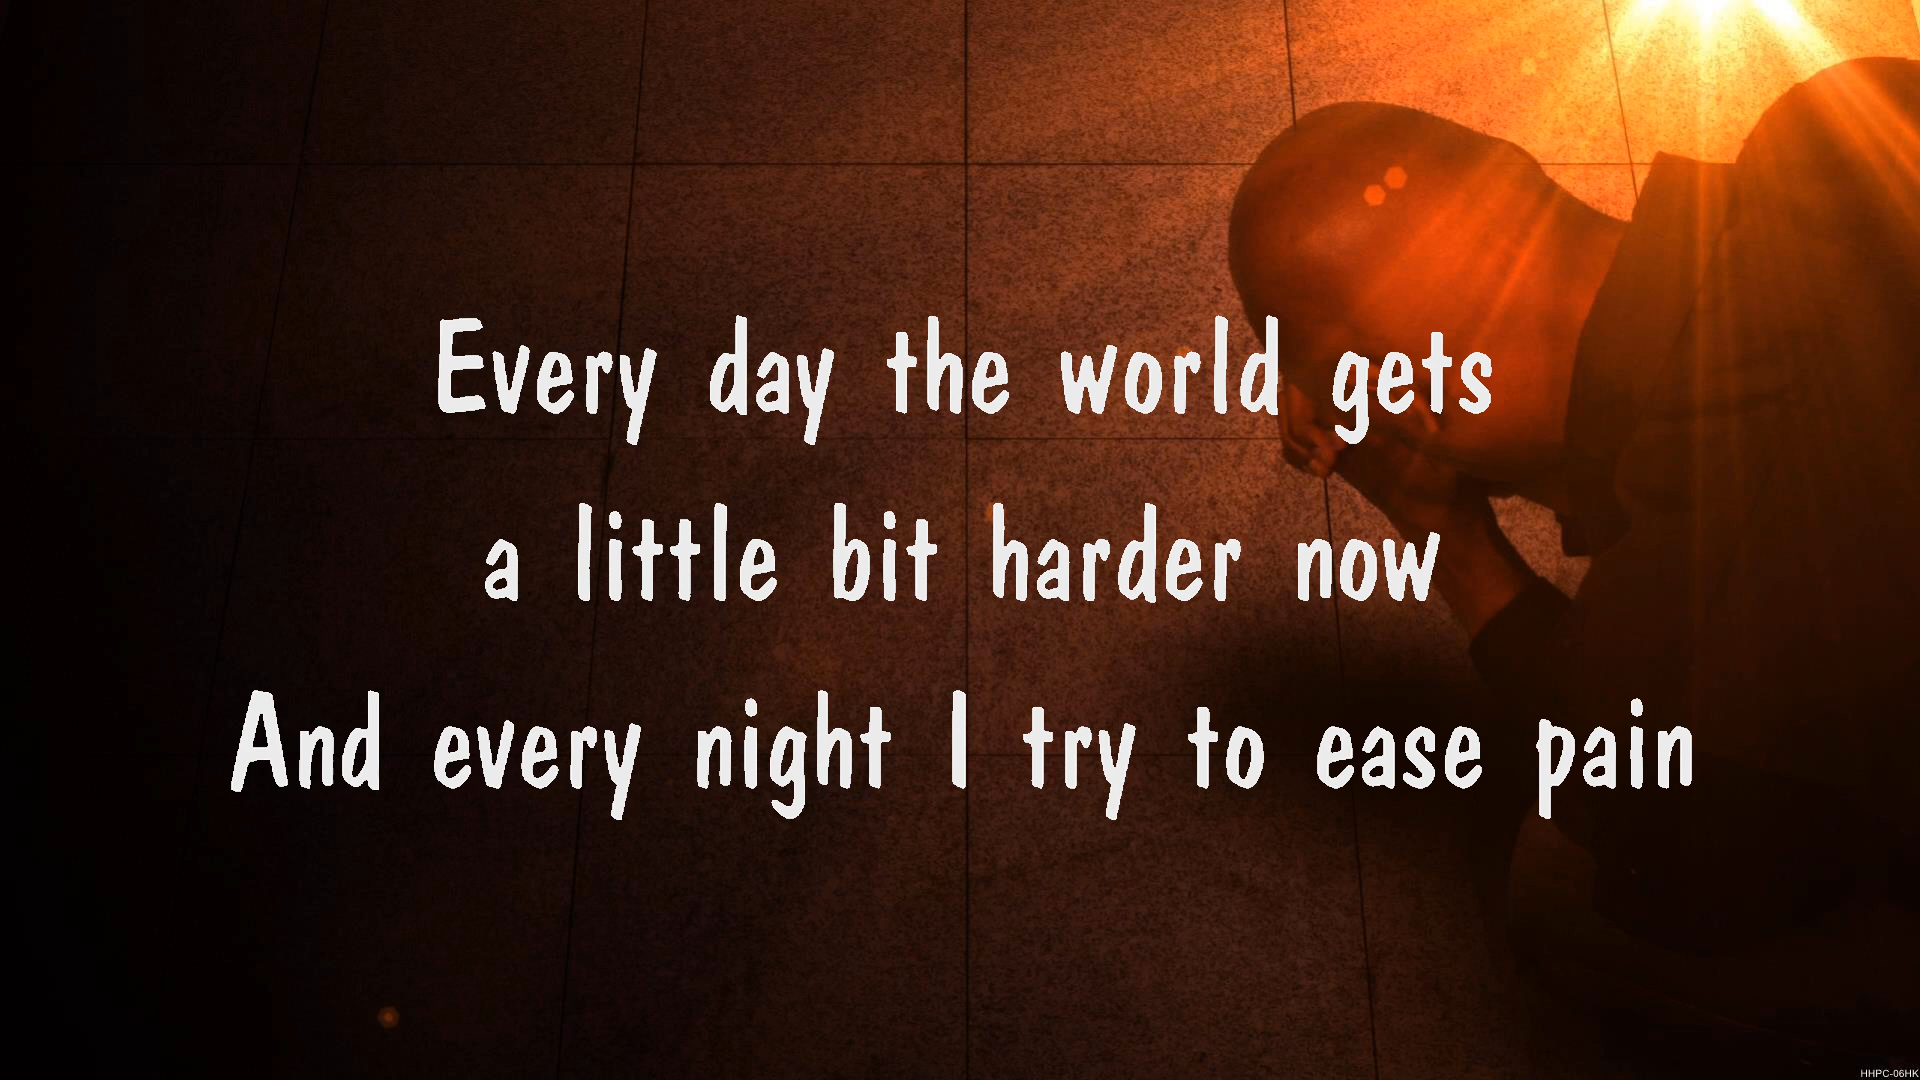 Every day the world gets
a little bit harder now
And every night I try to ease pain
HHPC-06HK